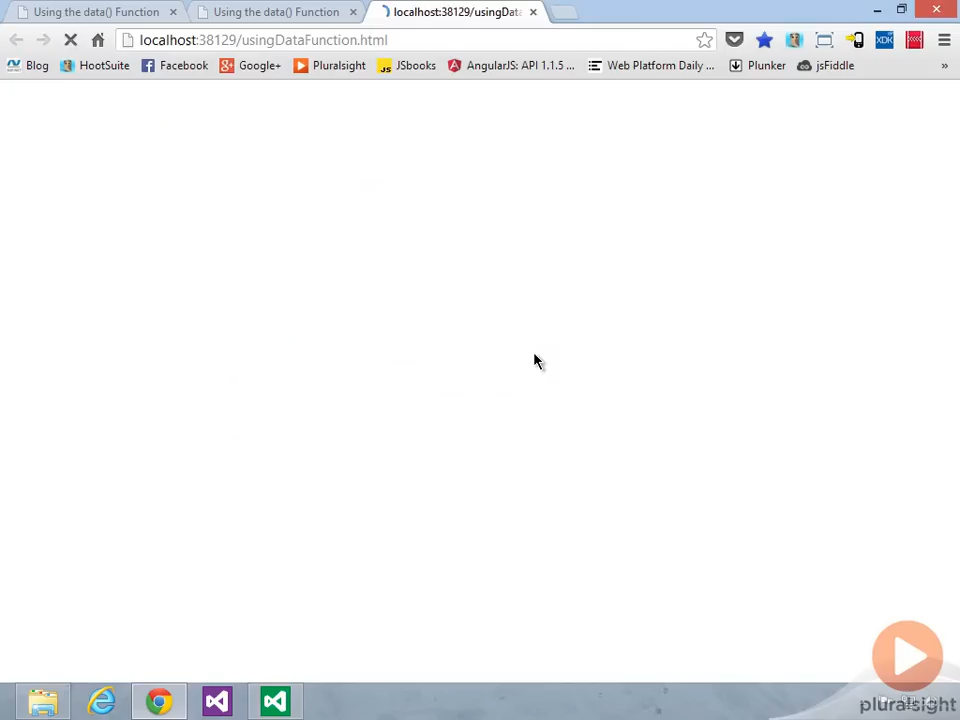 Using the data() Function
Using the data() Function
localhost:38129/usingData
localhost:38129/usingDataFunction.html
Blog
HootSuite
Facebook
Google+
Pluralsight
JSbooks
AngularJS: API 1.1.5 ...
Web Platform Daily ...
Plunker
jsFiddle
»
pluralsight